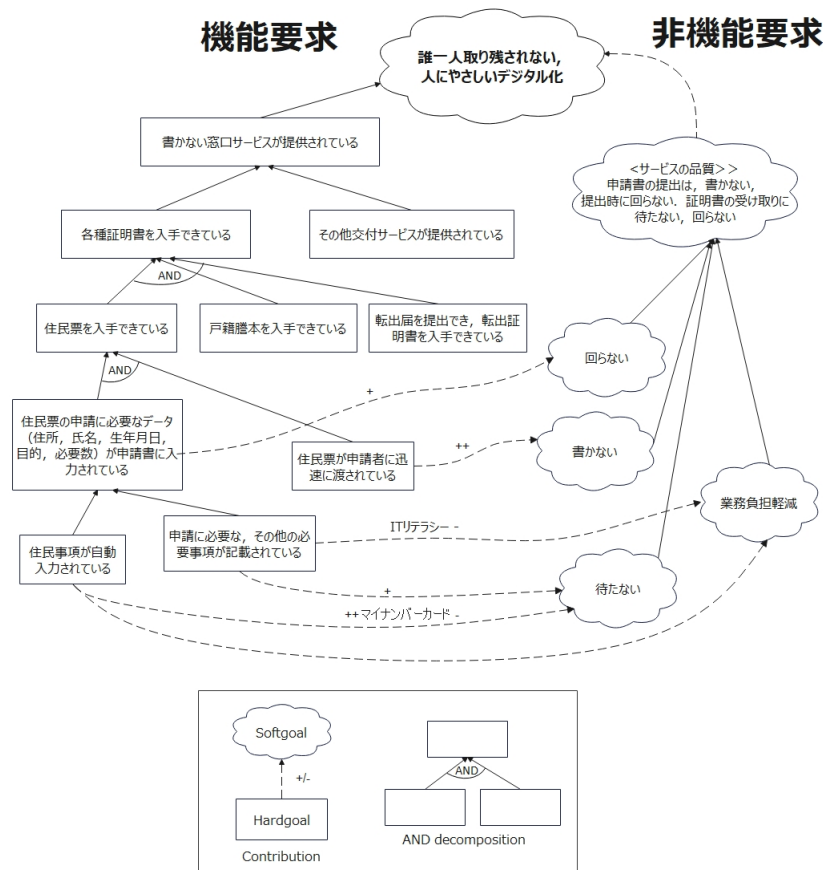 機能要求
非機能要求
誰一人取り残されない,
人にやさしいデジタル化
書かない窓口サービスが提供されている
<サービスの品質>>
申請書の提出は，書かない,
提出時に回らない．証明書の受け取りに
待たない，回らない
各種証明書を入手できている
その他交付サービスが提供されている
AND
住民票を入手できている
戸籍謄本を入手できている
転出届を提出でき，転出証
明書を入手できている
回らない
AND
+
住民票の申請に必要なデータ
（住所，氏名，生年月日，
目的，必要数）が申請書に入
力されている
住民票が申請者に迅
速に渡されている
++
書かない
業務負担軽減
申請に必要な，その他の必
要事項が記載されている
ITリテラシー -
住民事項が自動
入力されている
+
待たない
++マイナンバーカード -
Softgoal
+/-
Hardgoal
Contribution
AND
AND decomposition